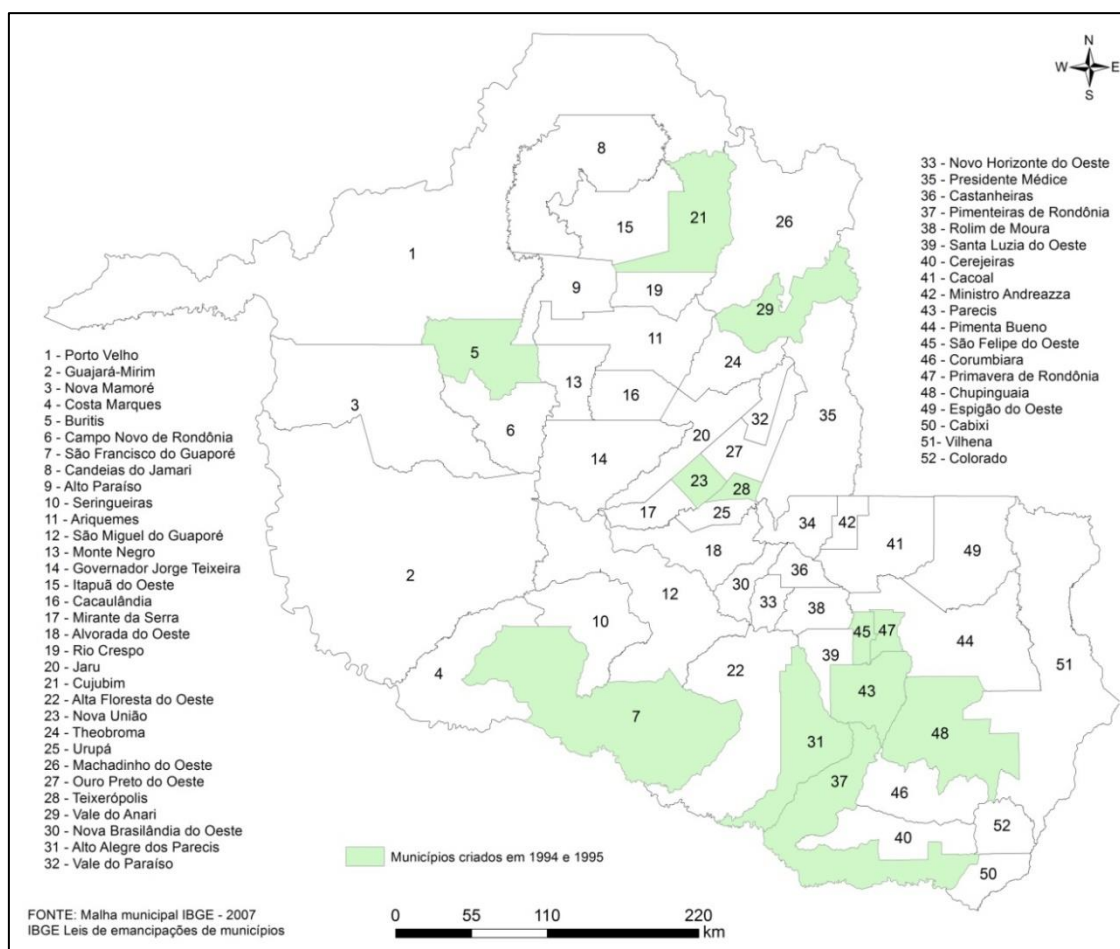 N
W E
S
8
21
26
15
1
9
19
29
5
11
24
13
16
32
35
3
6
20
27
14
23
28
17
25
34
42
41
49
18
36
2
12
30
33
38
10
45
47
44
51
4
22
39
43
7
31
48
37
46
40
52
50
1 - Porto Velho
2 - Guajará-Mirim
3 - Nova Mamoré
4 - Costa Marques
5 - Buritis
6 - Campo Novo de Rondônia
7 - São Francisco do Guaporé
8 - Candeias do Jamari
9 - Alto Paraíso
10 - Seringueiras
11 - Ariquemes
12 - São Miguel do Guaporé
13 - Monte Negro
14 - Governador Jorge Teixeira
15 - Itapuã do Oeste
16 - Cacaulândia
17 - Mirante da Serra
18 - Alvorada do Oeste
19 - Rio Crespo
20 - Jaru
21 - Cujubim
22 - Alta Floresta do Oeste
23 - Nova União
24 - Theobroma
25 - Urupá
26 - Machadinho do Oeste
27 - Ouro Preto do Oeste
28 - Teixerópolis
29 - Vale do Anari
30 - Nova Brasilândia do Oeste
31 - Alto Alegre dos Parecis
32 - Vale do Paraíso
33 - Novo Horizonte do Oeste
35 - Presidente Médice
36 - Castanheiras
37 - Pimenteiras de Rondônia
38 - Rolim de Moura
39 - Santa Luzia do Oeste
40 - Cerejeiras
41 - Cacoal
42 - Ministro Andreazza
43 - Parecis
44 - Pimenta Bueno
45 - São Felipe do Oeste
46 - Corumbiara
47 - Primavera de Rondônia
48 - Chupinguaia
49 - Espigão do Oeste
50 - Cabixi
51- Vilhena
52 - Colorado
Municípios criados em 1994 e 1995
FONTE: Malha municipal IBGE - 2007
IBGE Leis de emancipações de municípios
0 55 110 220
km